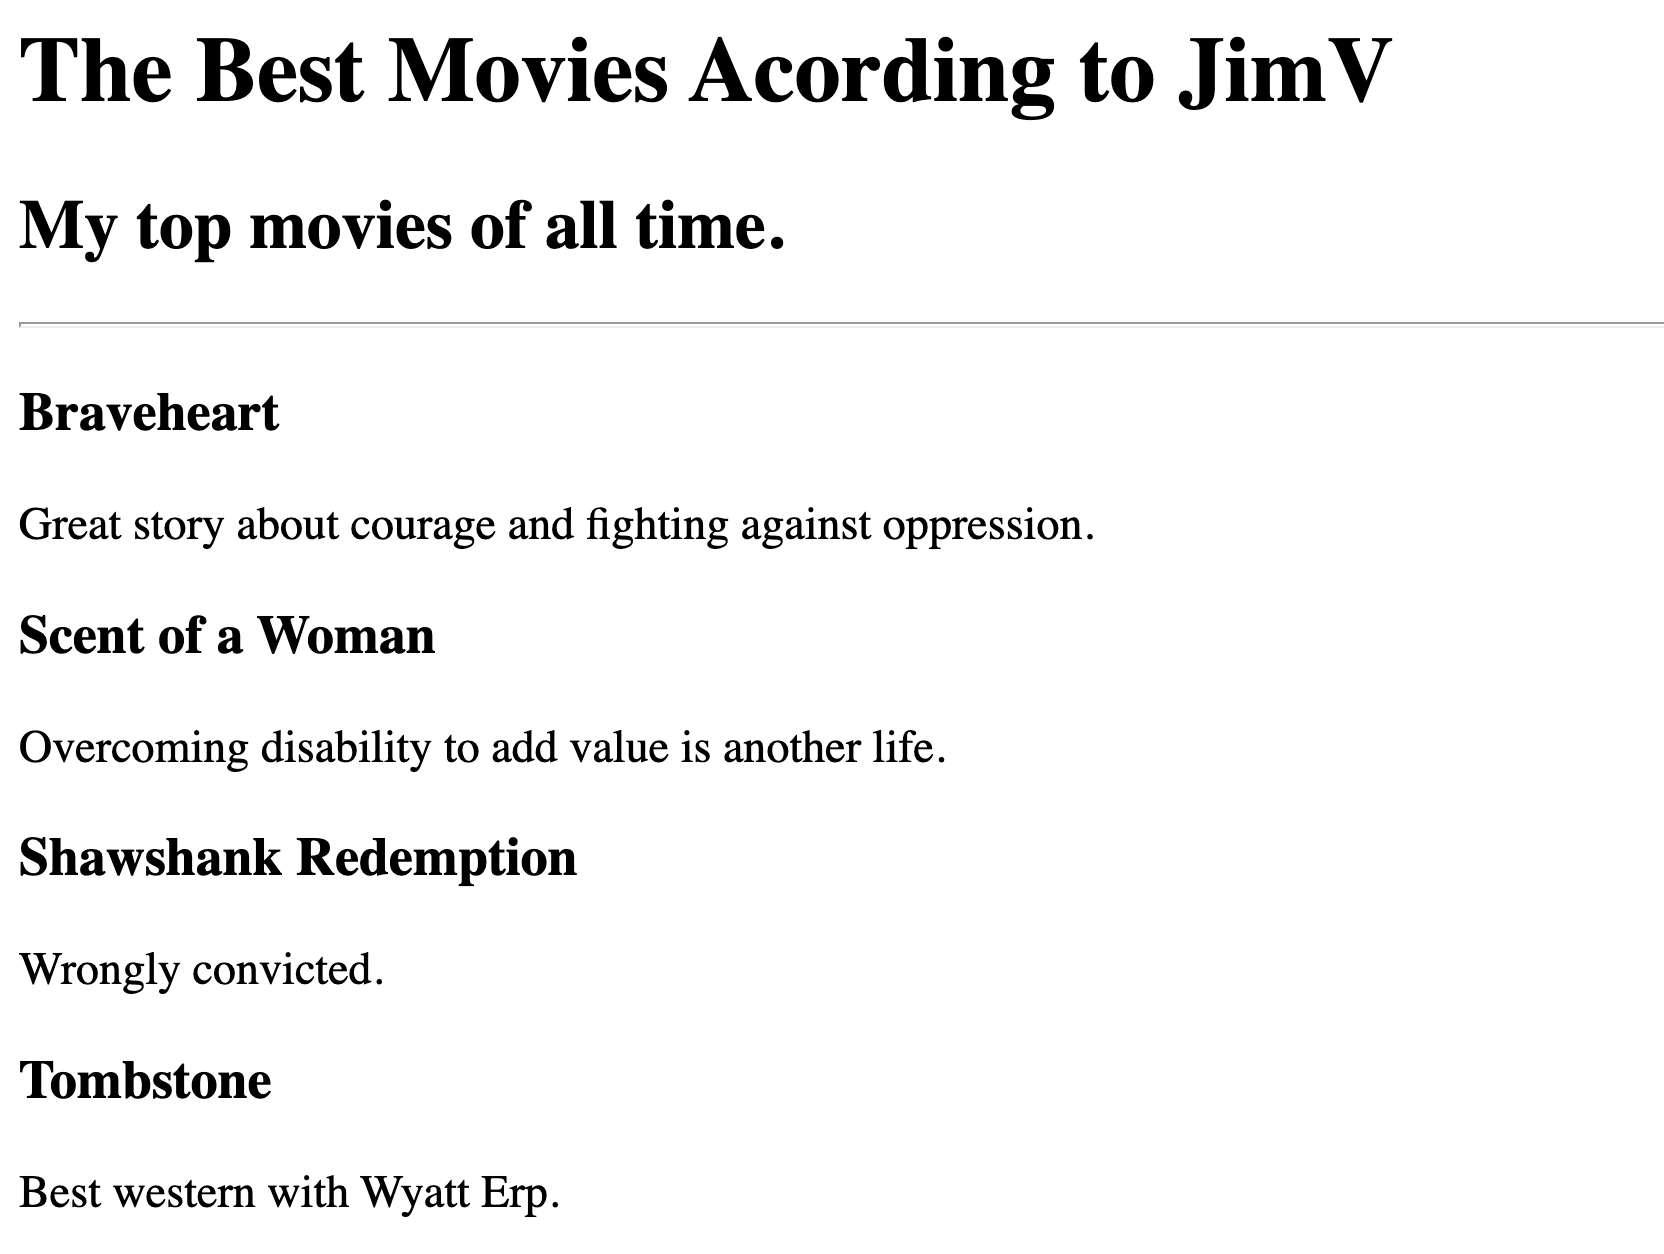 The Best Movies Acording to JimV
My top movies of all time.
Braveheart
Great story about courage and fighting against oppression.
Scent of a Woman
Overcoming disability to add value is another life.
Shawshank Redemption
Wrongly convicted.
Tombstone
Best western with Wyatt Erp.